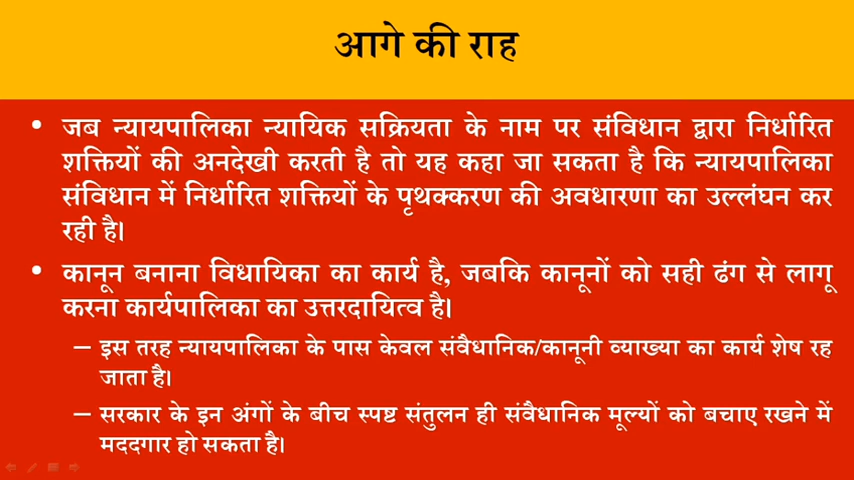 आगे की राह
• जब न्यायपालिका न्यायिक सक्रियता के नाम पर संविधान द्वारा निर्धारित
शक्तियों की अनदेखी करती है तो यह कहा जा सकता है कि न्यायपालिका
संविधान में निर्धारित शक्तियों के पृथक्करण की अवधारणा का उल्लंघन कर
रही है।
• कानून बनाना विधायिका का कार्य है, जबकि कानूनों को सही ढंग से लागू
करना कार्यपालिका का उत्तरदायित्व है।
– इस तरह न्यायपालिका के पास केवल संवैधानिक/कानूनी व्याख्या का कार्य शेष रह
जाता है।
– सरकार के इन अंगों के बीच स्पष्ट संतुलन ही संवैधानिक मूल्यों को बचाए रखने में
मददगार हो सकता है।